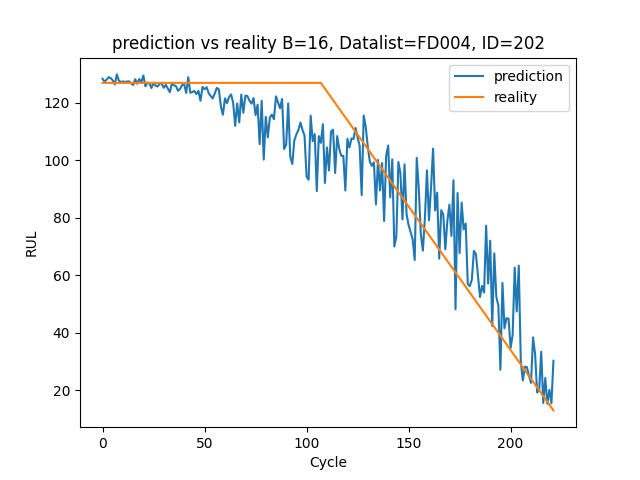 prediction vs reality B=16, Datalist=FD004, ID=202
prediction
reality
RUL
120
100
80
60
40
20
0 50 100 150 200
Cycle